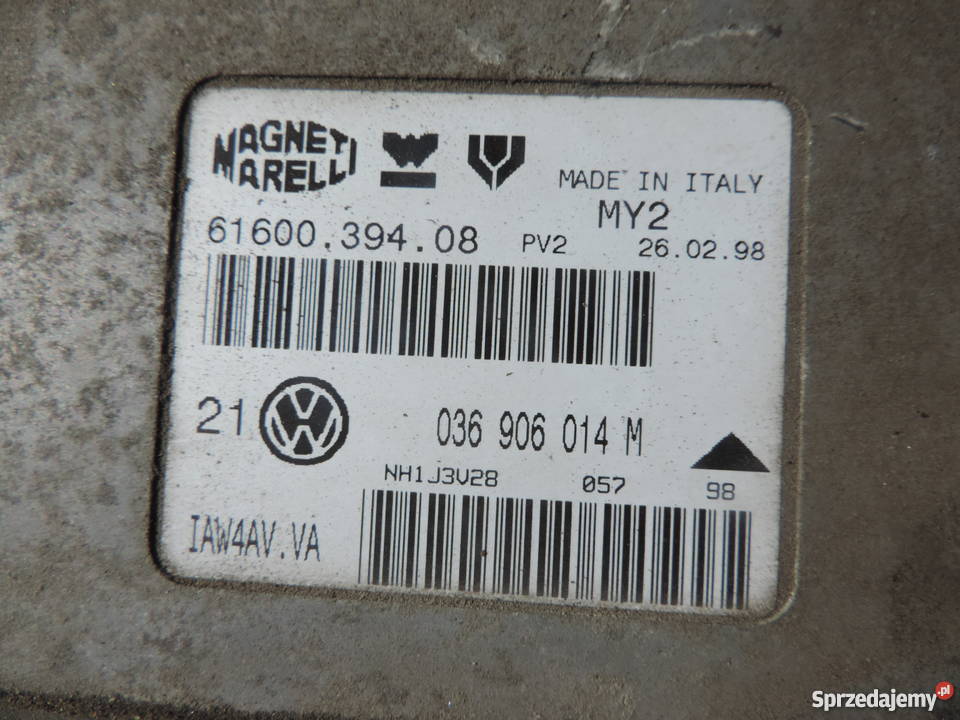 MAGNETI
MARELLI
MADE IN ITALY
MY2
61600.394.08 PV2 26.02.98
21 VW 036 906 014 M
NH1J3V28 057 98
IAW4AV.VA
Sprzedajemy.pl